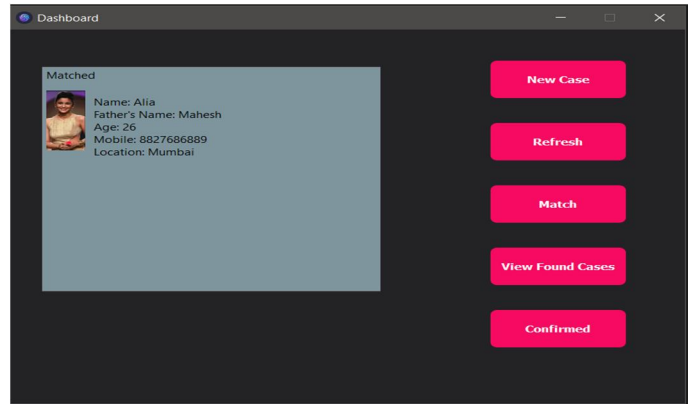 Dashboard
Matched
Name: Alia
Father's Name: Mahesh
Age: 26
Mobile: 8827686889
Location: Mumbai
New Case
Refresh
Match
View Found Cases
Confirmed